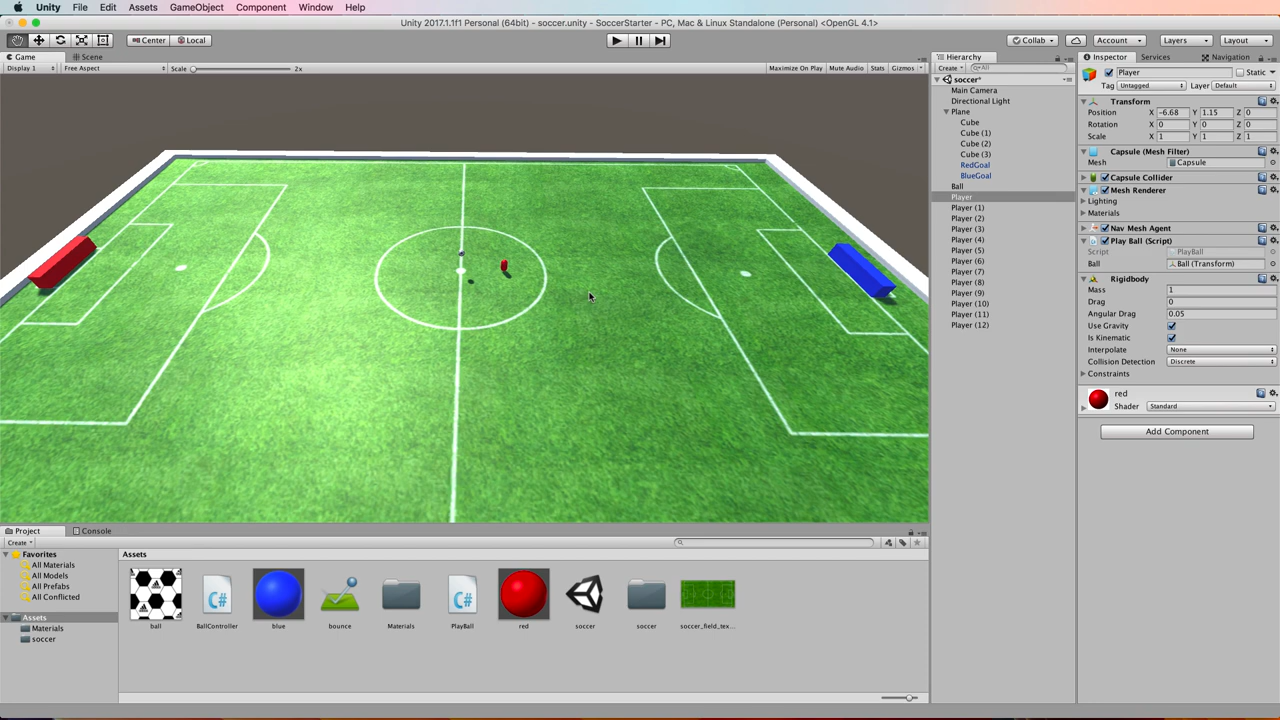 Unity File Edit Assets GameObject Component Window Help
Unity 2017.1.1f1 Personal (64bit) - soccer.unity - SoccerStarter - PC, Mac & Linux Standalone (Personal) <OpenGL 4.1>
Center Local Collab Account Layers Layout
Game Scene
Display 1 Free Aspect Scale 2x Maximize On Play Mute Audio Stats Gizmos
Hierarchy
Create All
soccer*
Main Camera
Directional Light
Plane
Cube
Cube (1)
Cube (2)
Cube (3)
RedGoal
BlueGoal
Ball
Player
Player (1)
Player (2)
Player (3)
Player (4)
Player (5)
Player (6)
Player (7)
Player (8)
Player (9)
Player (10)
Player (11)
Player (12)
Inspector Services Navigation
Player Static
Tag Untagged Layer Default
Transform
Position X -6.68 Y 1.15 Z 0
Rotation X 0 Y 0 Z 0
Scale X 1 Y 1 Z 1
Capsule (Mesh Filter)
Mesh Capsule
Capsule Collider
Mesh Renderer
Lighting
Materials
Nav Mesh Agent
Play Ball (Script)
Script PlayBall
Ball Ball (Transform)
Rigidbody
Mass 1
Drag 0
Angular Drag 0.05
Use Gravity
Is Kinematic
Interpolate None
Collision Detection Discrete
Constraints
red
Shader Standard
Add Component
Project Console
Create
Favorites
All Materials
All Models
All Prefabs
All Conflicted
Assets
Materials
soccer
Assets
ball BallController blue bounce Materials PlayBall red soccer soccer soccer_field_tex...